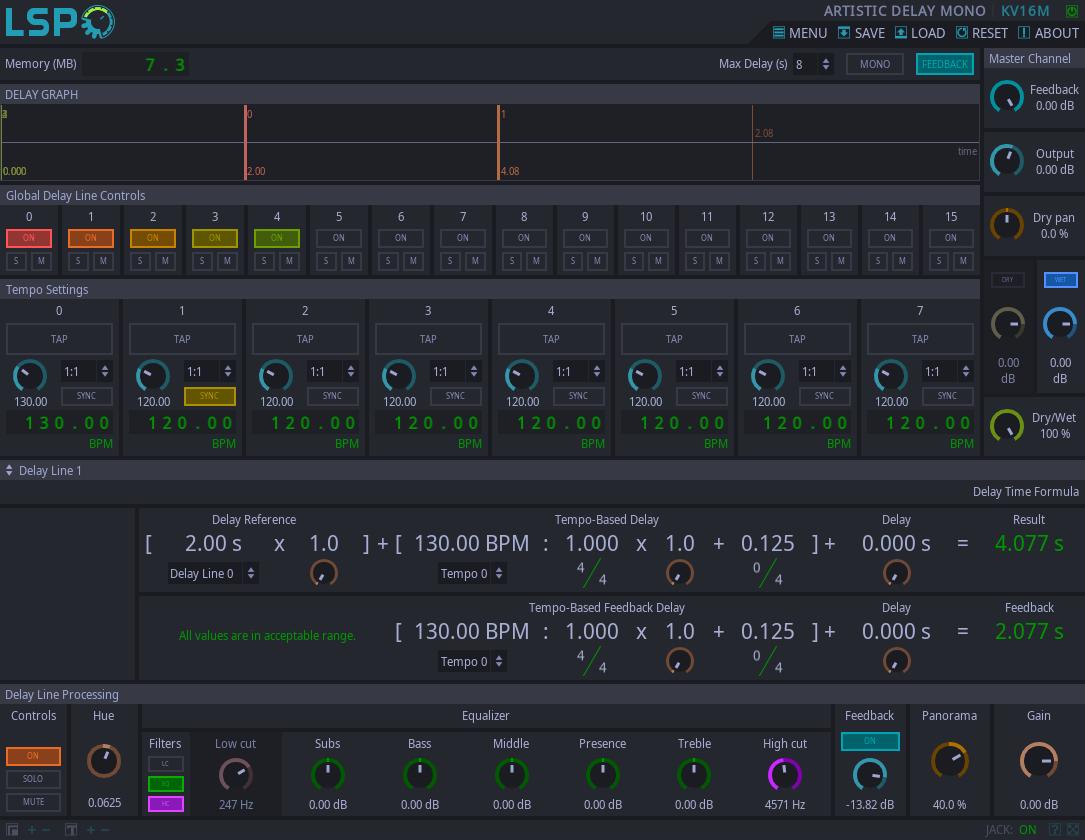 LSP
ARTISTIC DELAY MONO KV16M
MENU SAVE LOAD RESET ABOUT
Memory (MB) 7.3 Max Delay (s) 8 MONO FEEDBACK
Master Channel
Feedback
0.00 dB
Output
0.00 dB
Dry pan
0.0 %
DRY WET
0.00 dB 0.00 dB
Dry/Wet
100 %
DELAY GRAPH
0 1
2.08
time
0.000 2.00 4.08
Global Delay Line Controls
0 1 2 3 4 5 6 7 8 9 10 11 12 13 14 15
ON ON ON ON ON ON ON ON ON ON ON ON ON ON ON ON
S M S M S M S M S M S M S M S M S M S M S M S M S M S M S M S M
Tempo Settings
0 1 2 3 4 5 6 7
TAP TAP TAP TAP TAP TAP TAP TAP
1:1 1:1 1:1 1:1 1:1 1:1 1:1 1:1
SYNC SYNC SYNC SYNC SYNC SYNC SYNC SYNC
130.00 120.00 120.00 120.00 120.00 120.00 120.00 120.00
130.00 120.00 120.00 120.00 120.00 120.00 120.00 120.00
BPM BPM BPM BPM BPM BPM BPM BPM
Delay Line 1
Delay Time Formula
Delay Reference Tempo-Based Delay Delay Result
[ 2.00 s x 1.0 ] + [ 130.00 BPM : 1.000 x 1.0 + 0.125 ] + 0.000 s = 4.077 s
Delay Line 0 Tempo 0 4/4 0/4
Tempo-Based Feedback Delay Delay Feedback
All values are in acceptable range. [ 130.00 BPM : 1.000 x 1.0 + 0.125 ] + 0.000 s = 2.077 s
Tempo 0 4/4 0/4
Delay Line Processing
Controls Hue Equalizer Feedback Panorama Gain
Filters Low cut Subs Bass Middle Presence Treble High cut
ON LC ON
SOLO EQ
MUTE HC
0.0625 247 Hz 0.00 dB 0.00 dB 0.00 dB 0.00 dB 0.00 dB 4571 Hz -13.82 dB 40.0 % 0.00 dB
T + − JACK: ON ?